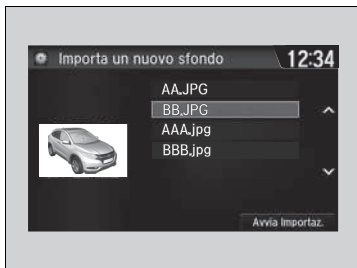 Importa un nuovo sfondo
12:34
AA.JPG
BB.JPG
AAA.jpg
BBB.jpg
Avvia Importaz.